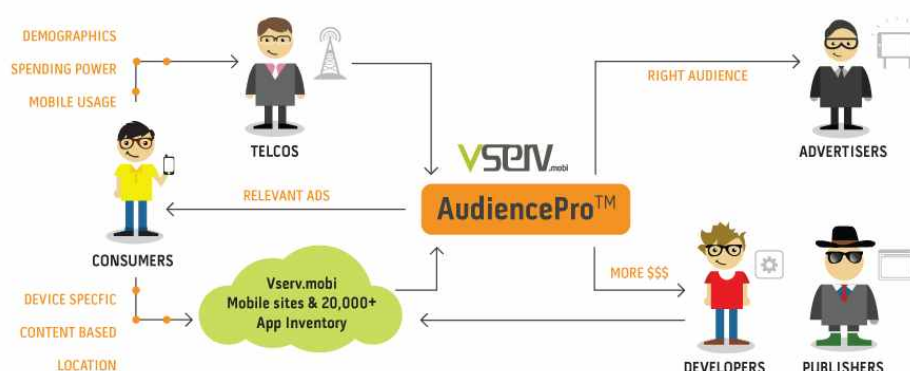 DEMOGRAPHICS
SPENDING POWER
MOBILE USAGE
TELCOS
RIGHT AUDIENCE
ADVERTISERS
vserv.mobi
AudiencePro™
RELEVANT ADS
CONSUMERS
Vserv.mobi
Mobile sites & 20,000+
App Inventory
MORE $$$
DEVICE SPECFIC
CONTENT BASED
LOCATION
DEVELOPERS
PUBLISHERS